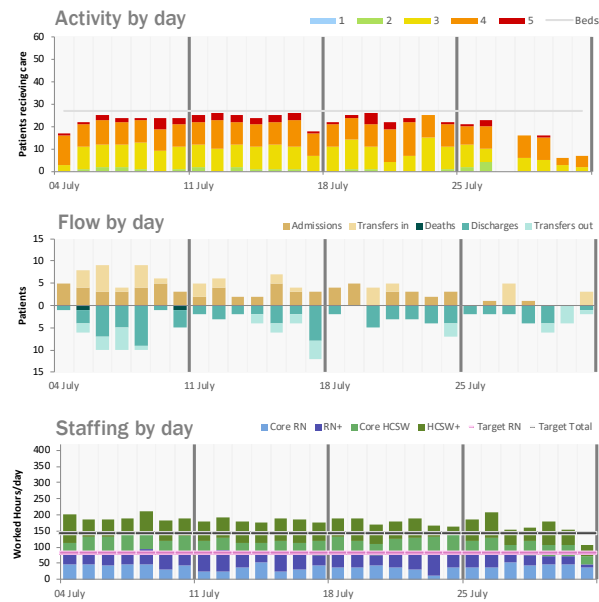 Activity by day
1 2 3 4 5 Beds
60
50
40
30
20
10
0
Patients recieving care
04 July 11 July 18 July 25 July
Flow by day
Admissions Transfers in Deaths Discharges Transfers out
15
10
5
0
5
10
15
Patients
04 July 11 July 18 July 25 July
Staffing by day
Core RN RN+ Core HCSW HCSW+ Target RN Target Total
400
350
300
250
200
150
100
50
0
Worked Hours/day
04 July 11 July 18 July 25 July